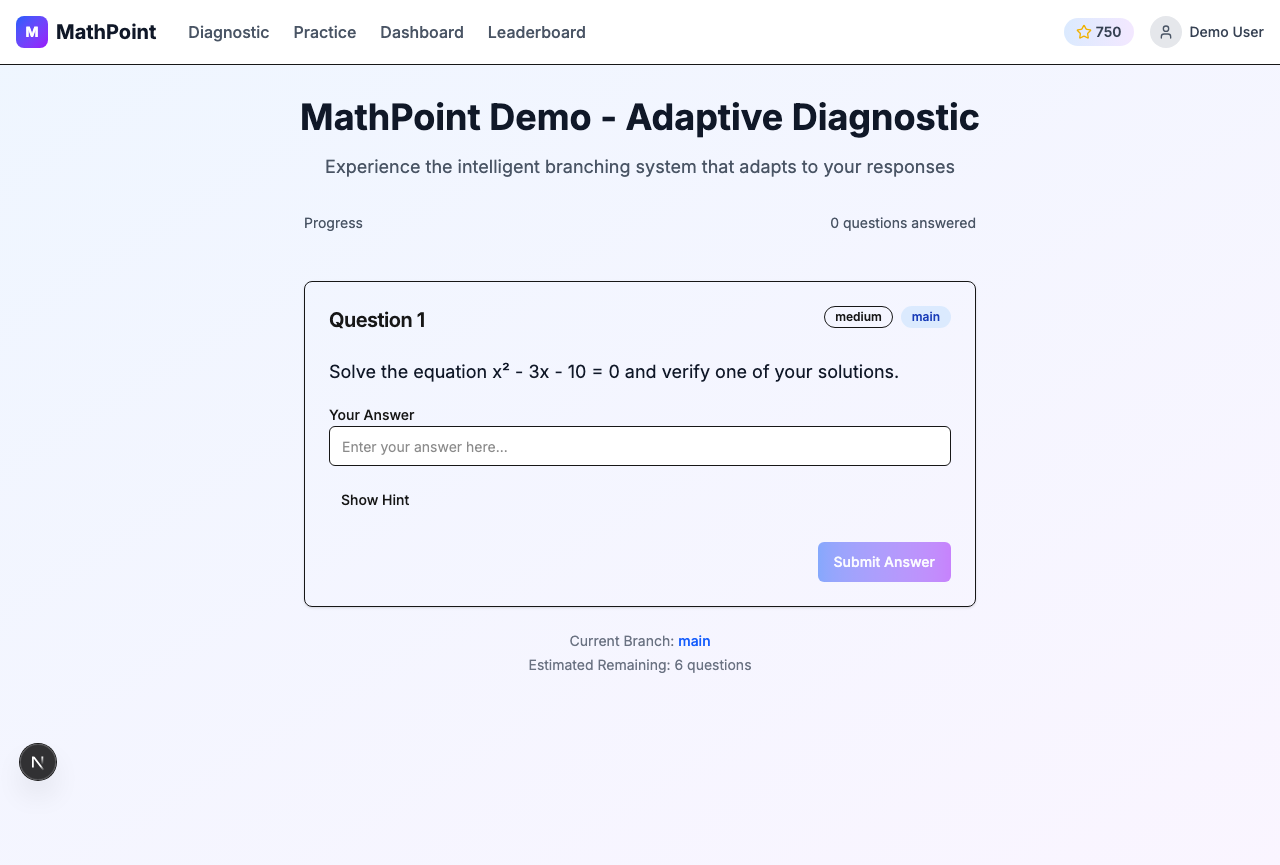 M MathPoint Diagnostic Practice Dashboard Leaderboard 750 Demo User
MathPoint Demo - Adaptive Diagnostic
Experience the intelligent branching system that adapts to your responses
Progress 0 questions answered
Question 1 medium main
Solve the equation x² - 3x - 10 = 0 and verify one of your solutions.
Your Answer
Enter your answer here...
Show Hint
Submit Answer
Current Branch: main
Estimated Remaining: 6 questions
N